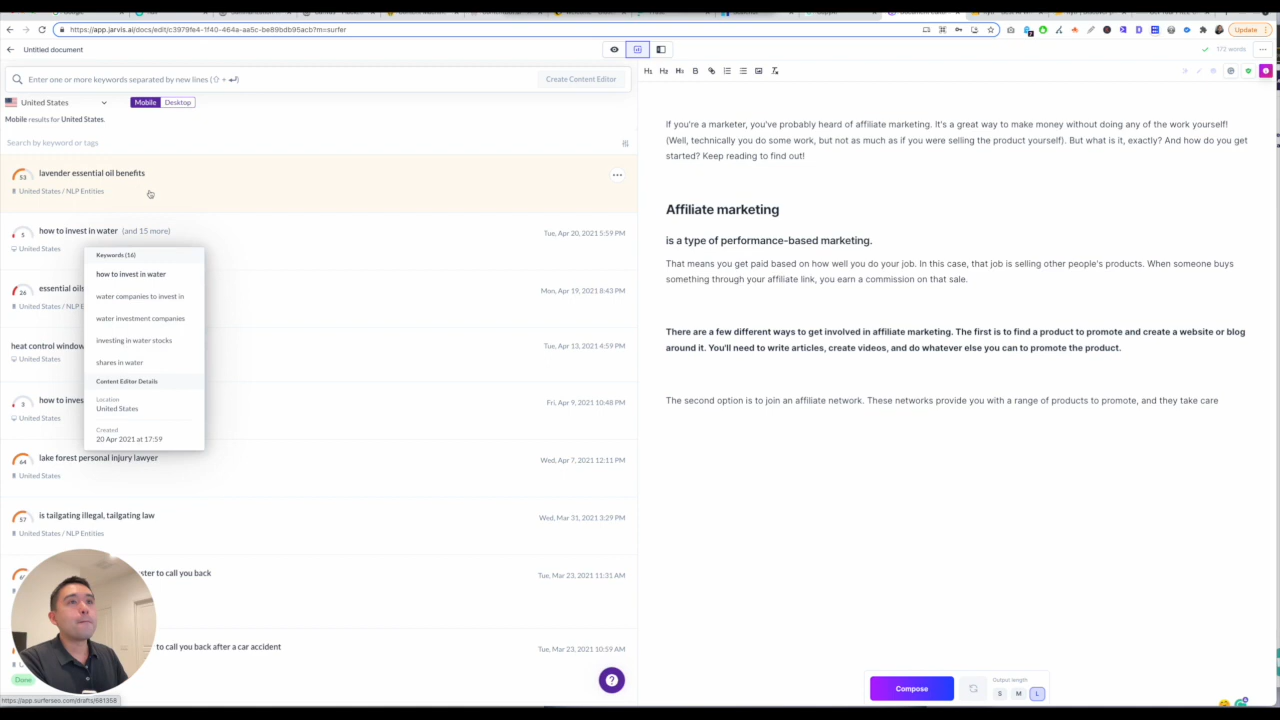 https://app.jarvis.ai/docs/edit/c3979fe4-1f40-464a-aa5c-be89bdb95acb?m=surfer
Update
Untitled document
172 words
Enter one or more keywords separated by new lines (⇧ + ↵)
Create Content Editor
H1 H2 H3 B
United States
Mobile Desktop
Mobile results for United States.
Search by keyword or tags
53
lavender essential oil benefits
United States / NLP Entities
5
how to invest in water (and 15 more)
United States
Tue, Apr 20, 2021 5:59 PM
Keywords (16)
how to invest in water
water companies to invest in
water investment companies
investing in water stocks
shares in water
Content Editor Details
Location
United States
Created
20 Apr 2021 at 17:59
26
essential oils
United States / N
Mon, Apr 19, 2021 8:43 PM
heat control window
United States
Tue, Apr 13, 2021 4:59 PM
3
how to inves
United States
Fri, Apr 9, 2021 10:48 PM
64
lake forest personal injury lawyer
United States
Wed, Apr 7, 2021 12:11 PM
57
is tailgating illegal, tailgating law
United States / NLP Entities
Wed, Mar 31, 2021 3:29 PM
ster to call you back
Tue, Mar 23, 2021 11:31 AM
to call you back after a car accident
Tue, Mar 23, 2021 10:59 AM
Done
https://app.surferseo.com/drafts/681358
If you're a marketer, you've probably heard of affiliate marketing. It's a great way to make money without doing any of the work yourself!
(Well, technically you do some work, but not as much as if you were selling the product yourself). But what is it, exactly? And how do you get
started? Keep reading to find out!
Affiliate marketing
is a type of performance-based marketing.
That means you get paid based on how well you do your job. In this case, that job is selling other people's products. When someone buys
something through your affiliate link, you earn a commission on that sale.
There are a few different ways to get involved in affiliate marketing. The first is to find a product to promote and create a website or blog
around it. You'll need to write articles, create videos, and do whatever else you can to promote the product.
The second option is to join an affiliate network. These networks provide you with a range of products to promote, and they take care
Compose
Output length
S M L